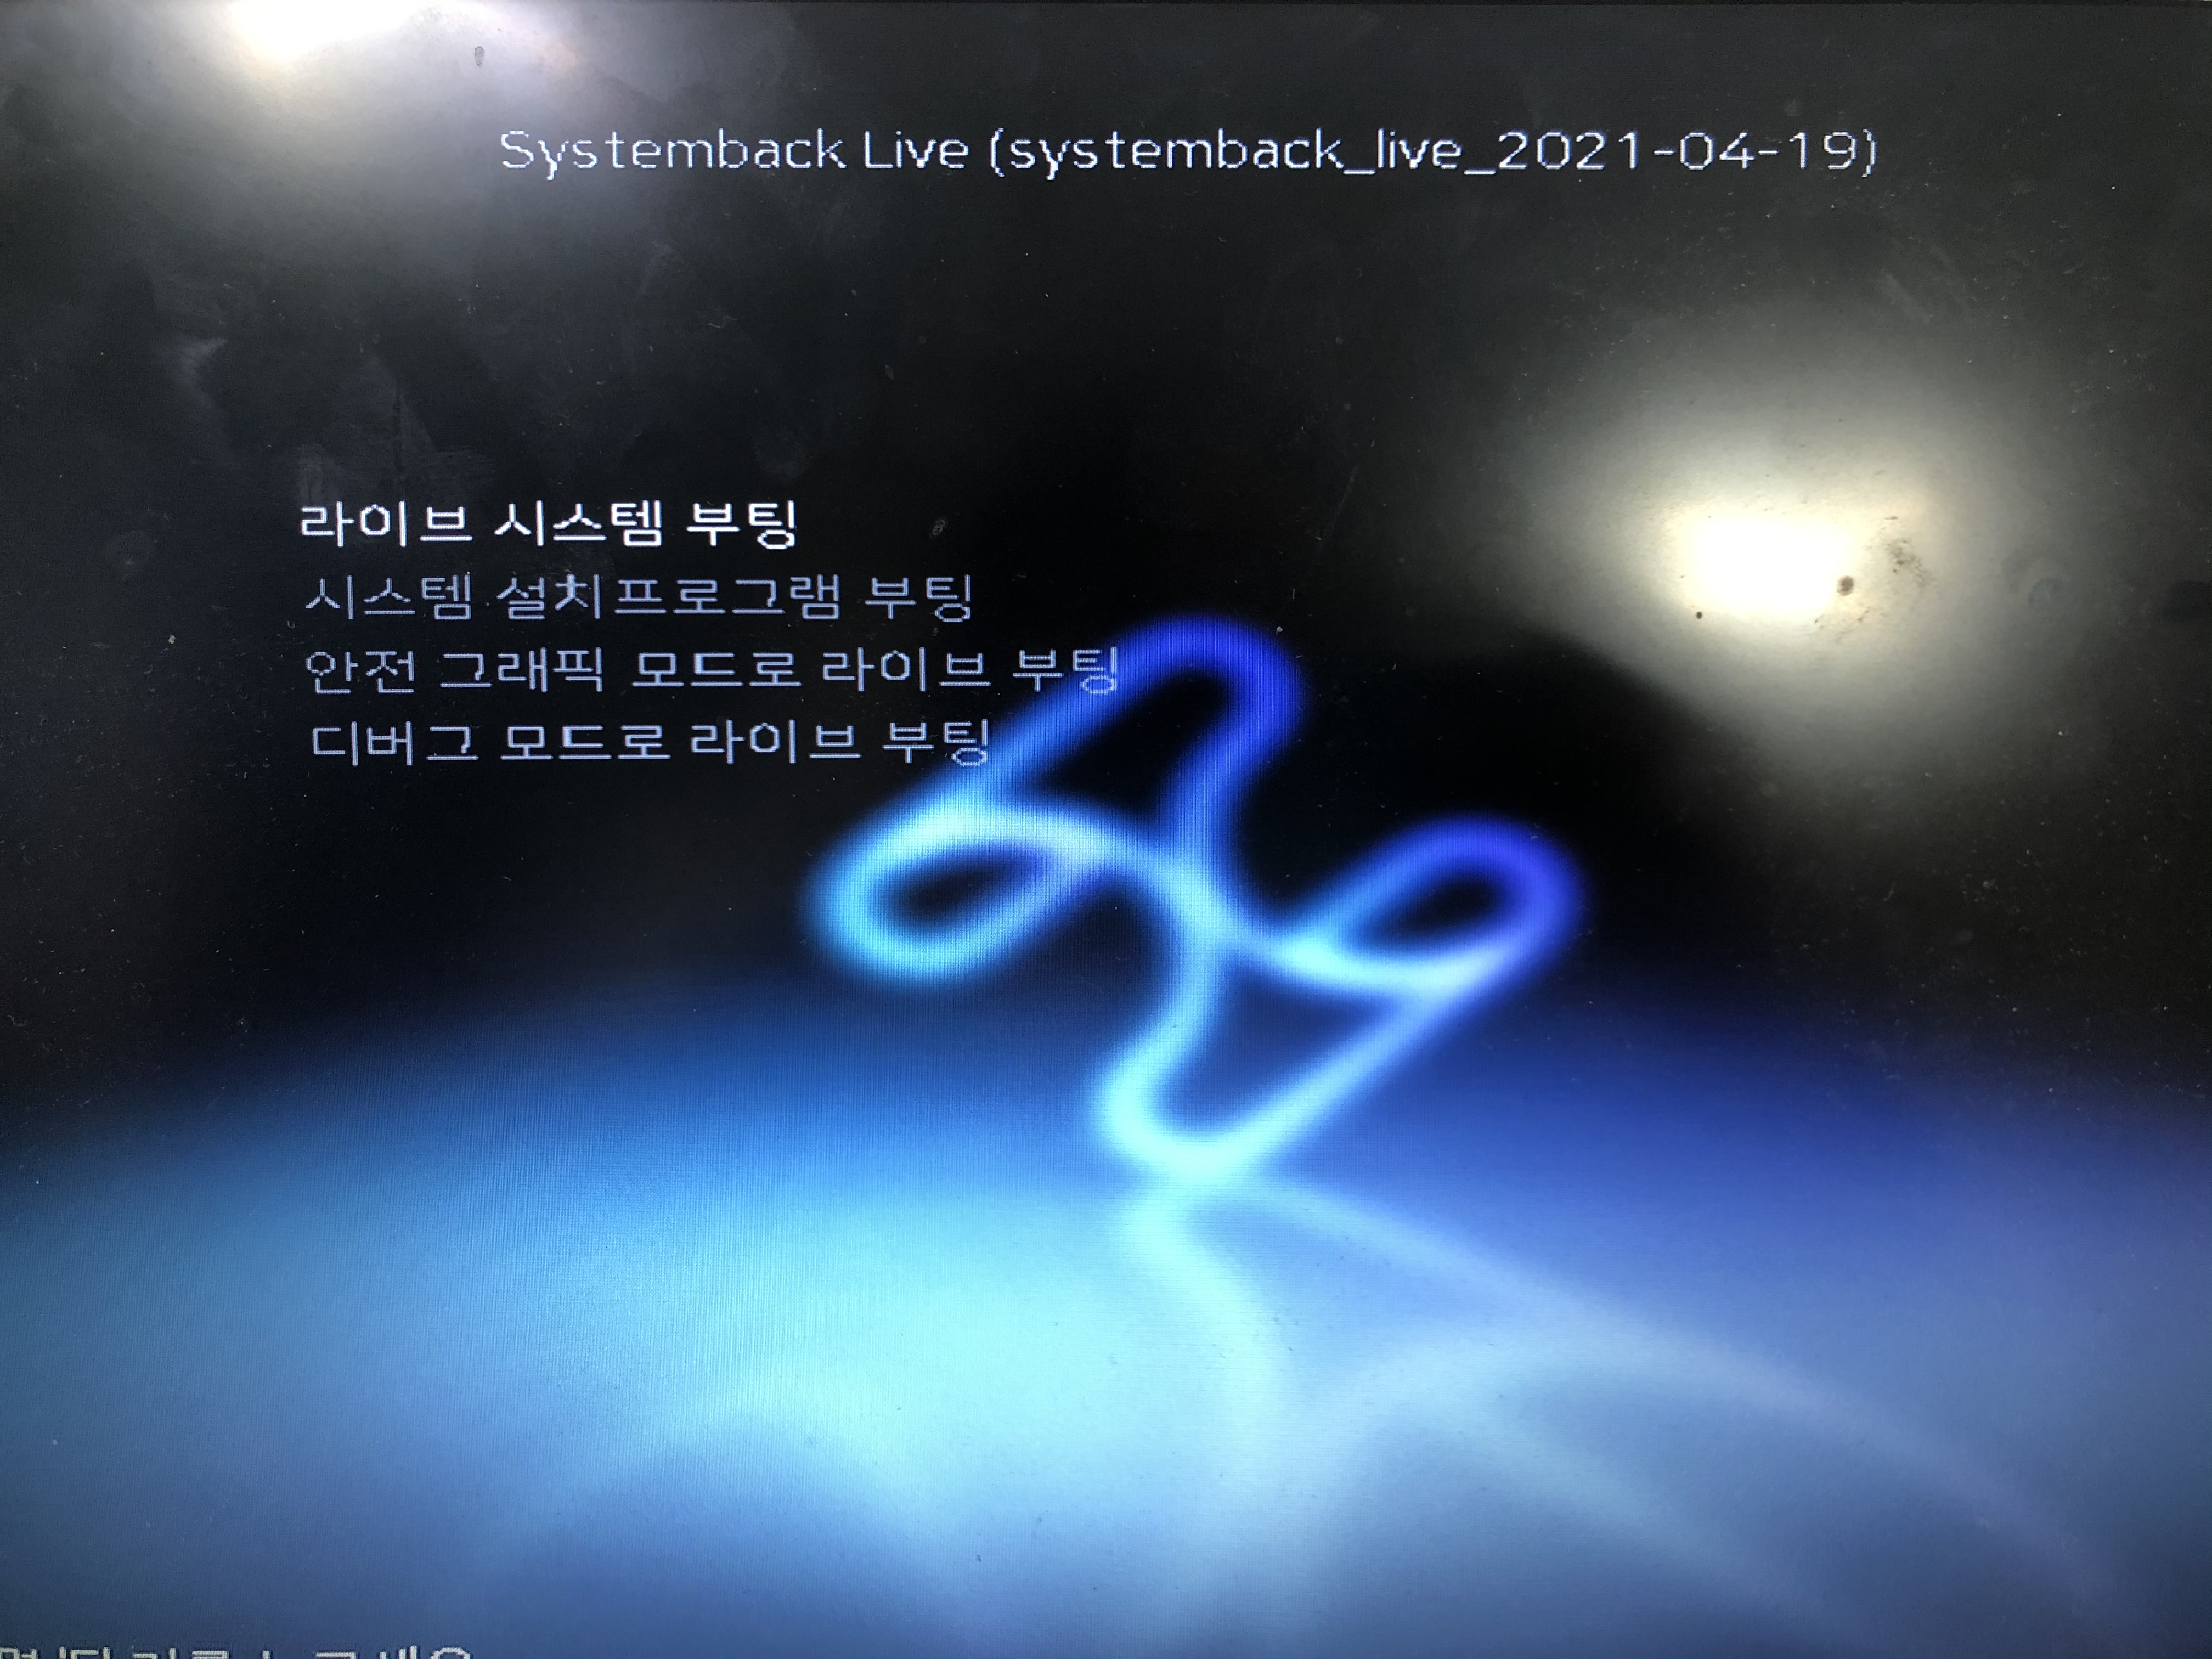 Systemback Live (systemback_live_2021-04-19)
라이브 시스템 부팅
시스템 설치프로그램 부팅
안전 그래픽 모드로 라이브 부팅
디버그 모드로 라이브 부팅